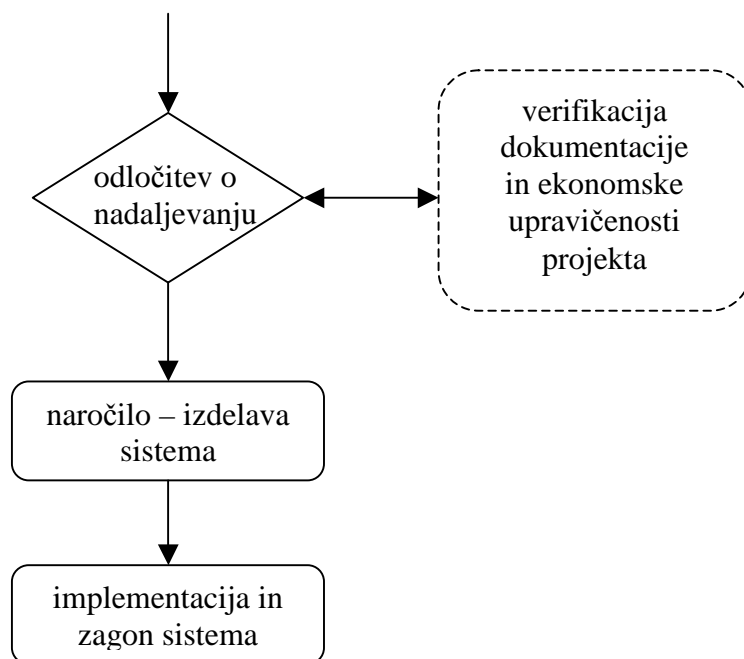 odločitev o
nadaljevanju
verifikacija
dokumentacije
in ekonomske
upravičenosti
projekta
naročilo – izdelava
sistema
implementacija in
zagon sistema